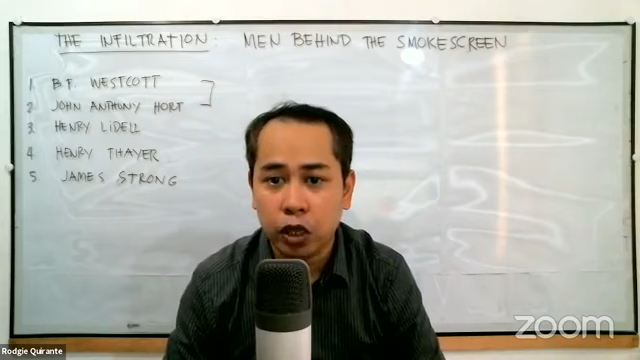 THE INFILTRATION: MEN BEHIND THE SMOKESCREEN
1. B.F. WESTCOTT
2. JOHN ANTHONY HORT
3. HENRY LIDELL
4. HENRY THAYER
5. JAMES STRONG
zoom
Rodgie Quirante